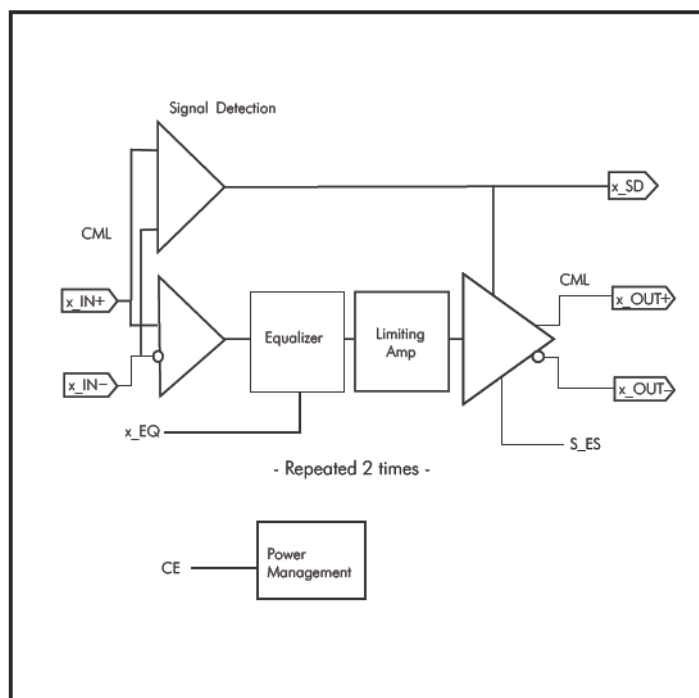 Signal Detection
x_SD
CML
x_IN+
CML
x_OUT+
Equalizer
Limiting
Amp
x_IN−
x_OUT−
x_EQ
S_ES
- Repeated 2 times -
CE
Power
Management